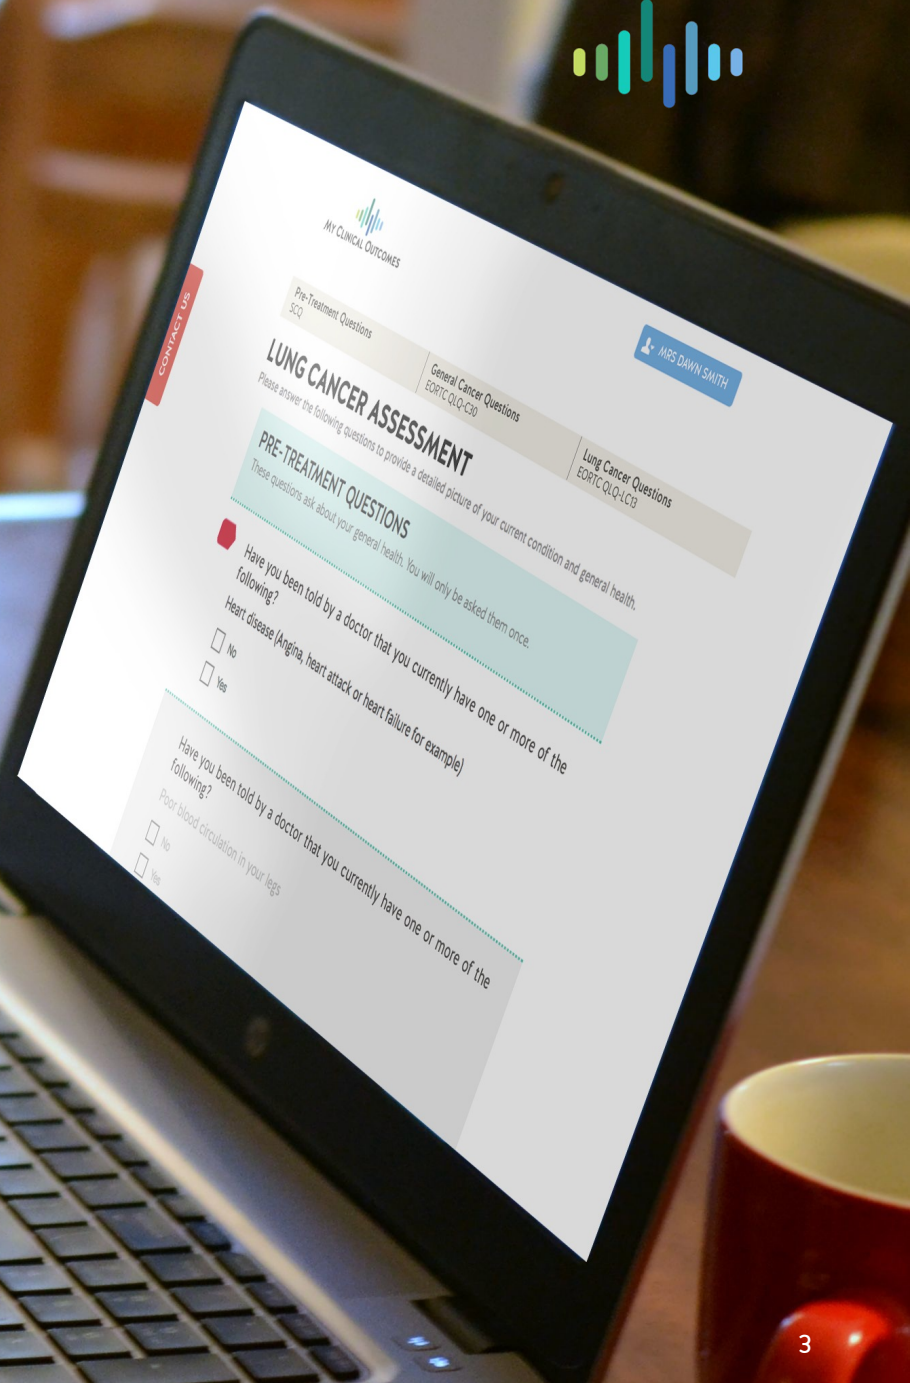 MY CLINICAL OUTCOMES
MRS DAWN SMITH
CONTACT US
Pre-Treatment Questions
SCQ
General Cancer Questions
EORTC QLQ-C30
Lung Cancer Questions
EORTC QLQ-LC13
LUNG CANCER ASSESSMENT
Please answer the following questions to provide a detailed picture of your current condition and general health.
PRE-TREATMENT QUESTIONS
These questions ask about your general health. You will only be asked them once.
Have you been told by a doctor that you currently have one or more of the
following?
Heart disease (Angina, heart attack or heart failure for example)
No
Yes
Have you been told by a doctor that you currently have one or more of the
following?
Poor blood circulation in your legs
No
Yes
3